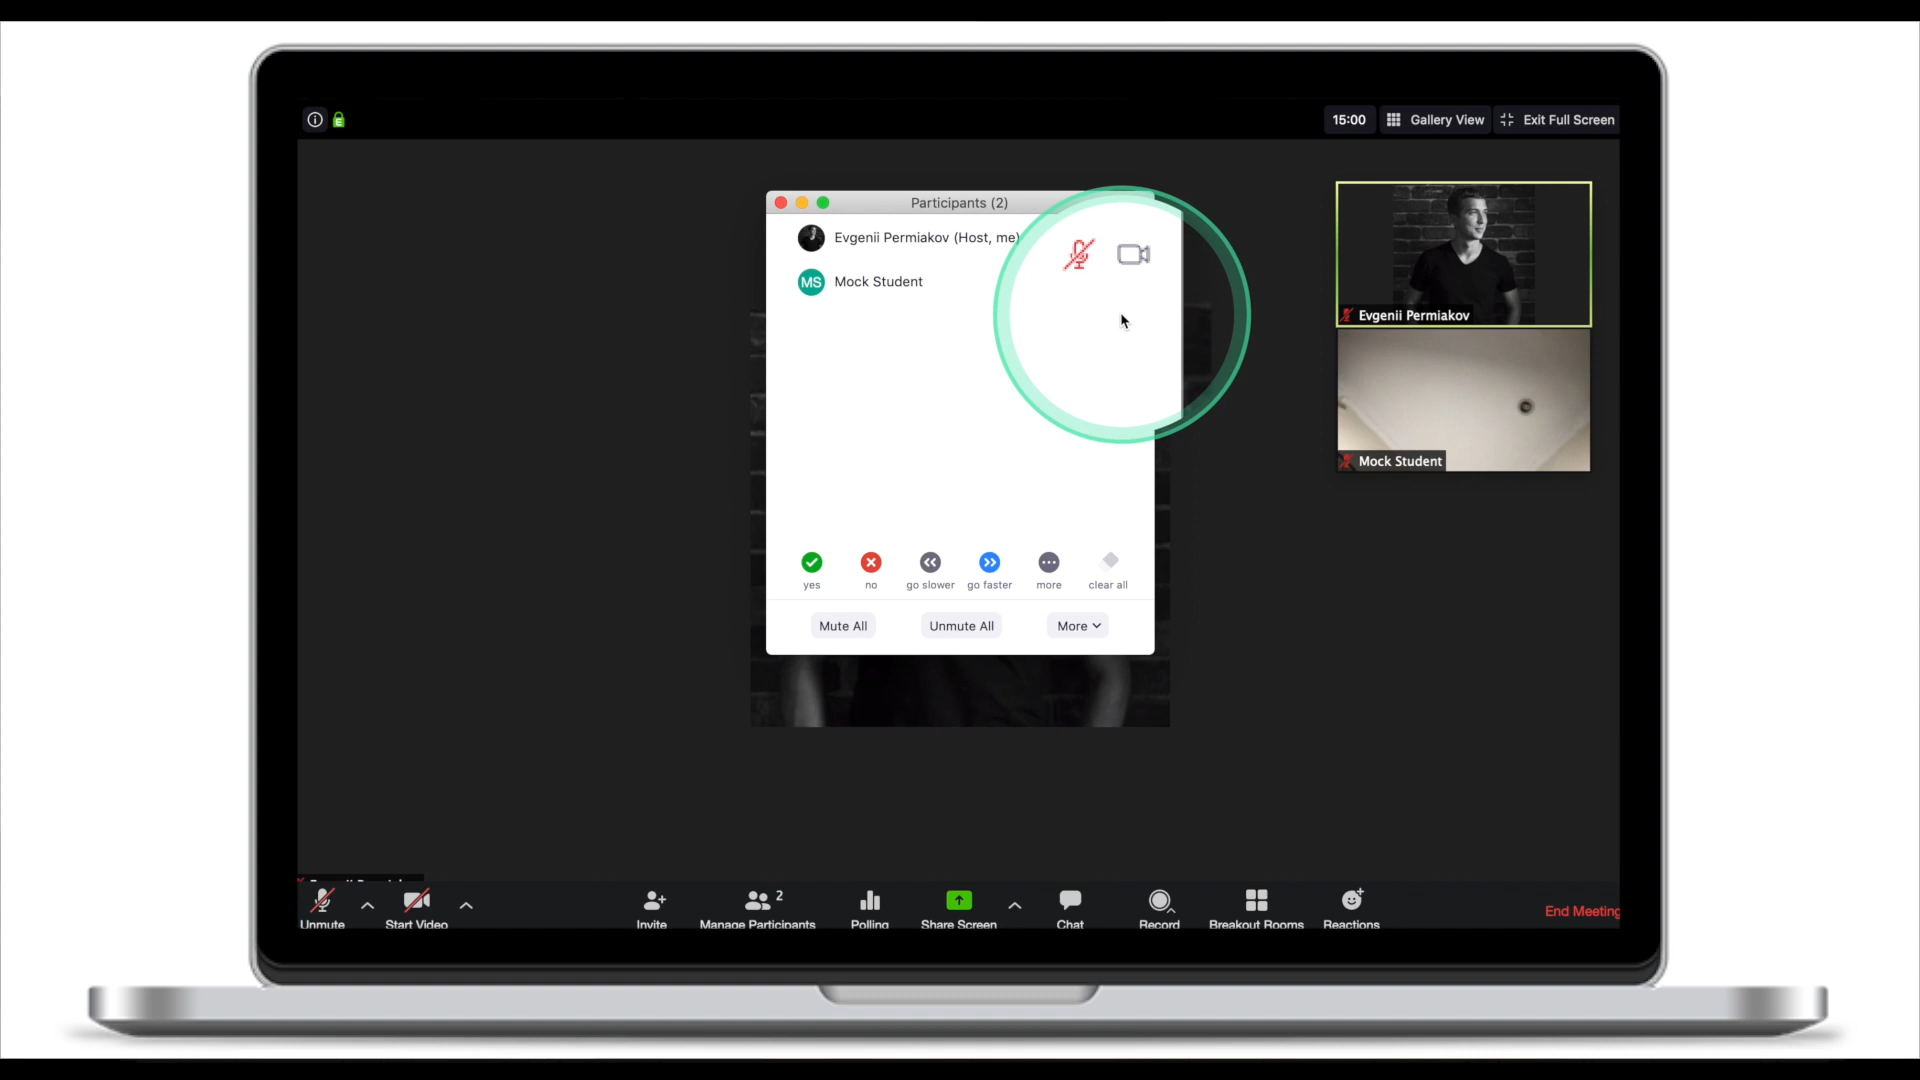 15:00
Gallery View
Exit Full Screen
Participants (2)
Evgenii Permiakov (Host, me)
MS
Mock Student
Evgenii Permiakov
Mock Student
yes
no
go slower
go faster
more
clear all
Mute All
Unmute All
More
Unmute
Start Video
Invite
2
Manage Participants
Polling
Share Screen
Chat
Record
Breakout Rooms
Reactions
End Meeting